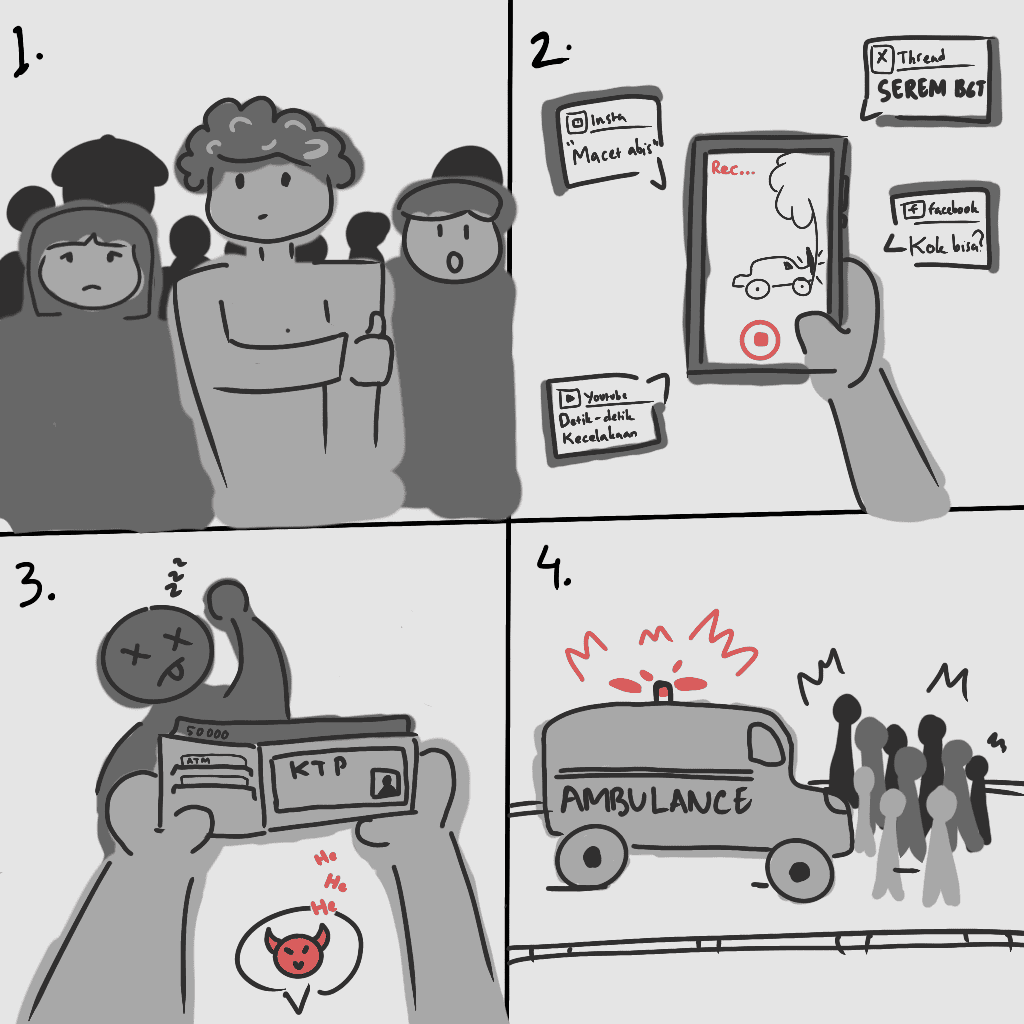 1.
2.
Insta
"Macet abis"
X Thread
SEREM BGT
Rec...
f facebook
Kok bisa?
Youtube
Detik-detik
Kecelakaan
3.
50000
ATM
KTP
He
He
He
4.
AMBULANCE